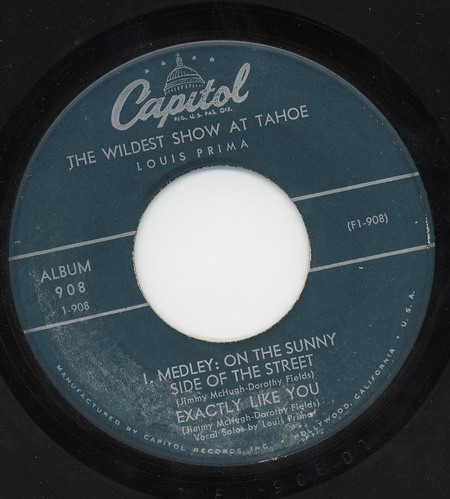 Capitol
REG. U.S. PAT. OFF.
THE WILDEST SHOW AT TAHOE
LOUIS PRIMA
(F1-908)
ALBUM
908
1-908
1. MEDLEY: ON THE SUNNY
SIDE OF THE STREET
(Jimmy McHugh-Dorothy Fields)
EXACTLY LIKE YOU
(Jimmy McHugh-Dorothy Fields)
Vocal Solos by Louis Prima
MANUFACTURED BY CAPITOL RECORDS, INC. HOLLYWOOD, CALIFORNIA • U.S.A.